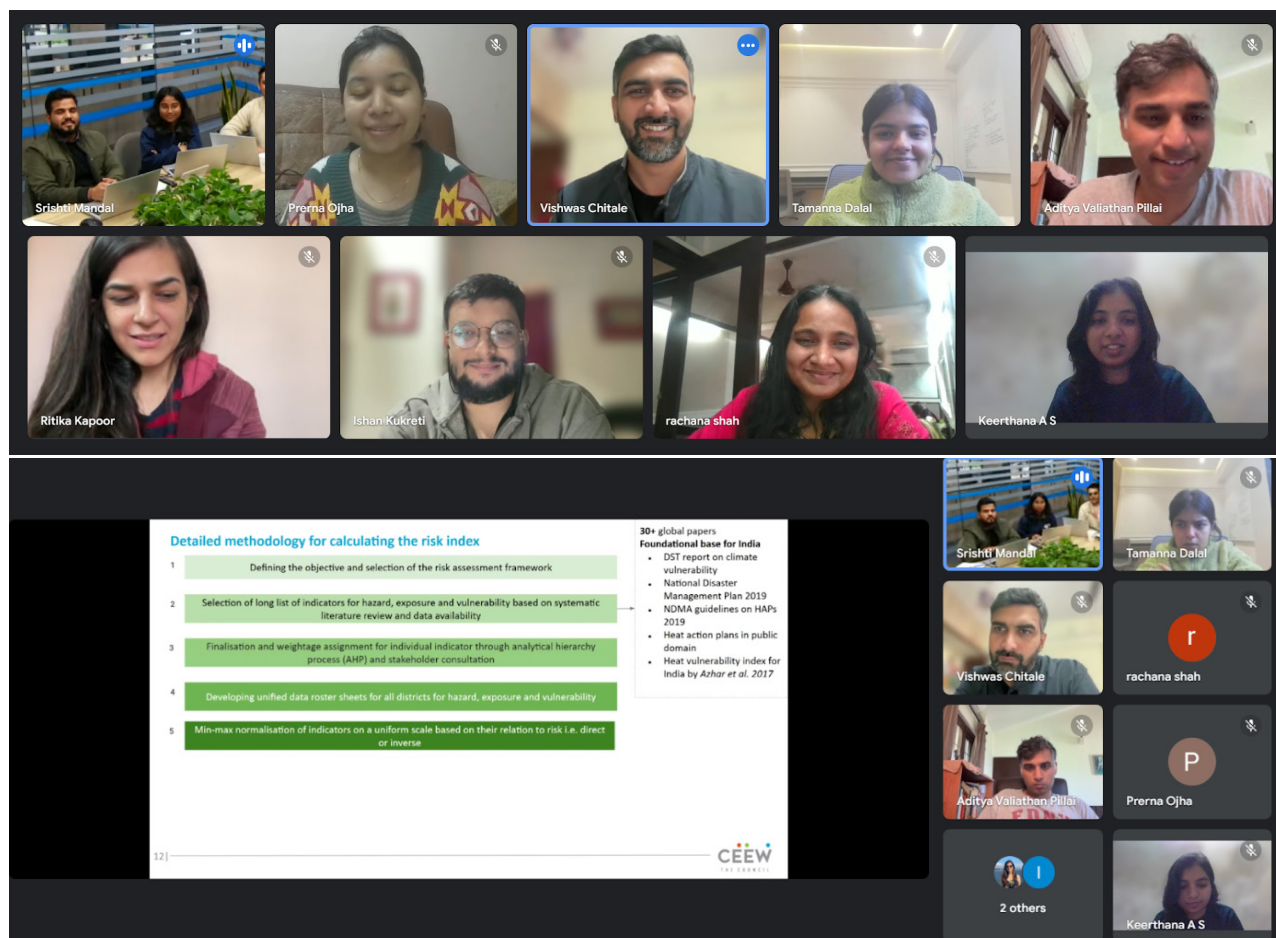 Srishti Mandal
Prerna Ojha
Vishwas Chitale
Tamanna Dalal
Aditya Valiathan Pillai
Ritika Kapoor
Ishan Kukreti
rachana shah
Keerthana A S
Detailed methodology for calculating the risk index
1
Defining the objective and selection of the risk assessment framework
2
Selection of long list of indicators for hazard, exposure and vulnerability based on systematic
literature review and data availability
3
Finalisation and weightage assignment for individual indicator through analytical hierarchy
process (AHP) and stakeholder consultation
4
Developing unified data roster sheets for all districts for hazard, exposure and vulnerability
5
Min-max normalisation of indicators on a uniform scale based on their relation to risk i.e. direct
or inverse
30+ global papers
Foundational base for India
• DST report on climate
vulnerability
• National Disaster
Management Plan 2019
• NDMA guidelines on HAPs
2019
• Heat action plans in public
domain
• Heat vulnerability index for
India by Azhar et al. 2017
12|
CEEW
THE COUNCIL
Srishti Mandal
Tamanna Dalal
Vishwas Chitale
r
rachana shah
Aditya Valiathan Pillai
P
Prerna Ojha
I
2 others
Keerthana A S